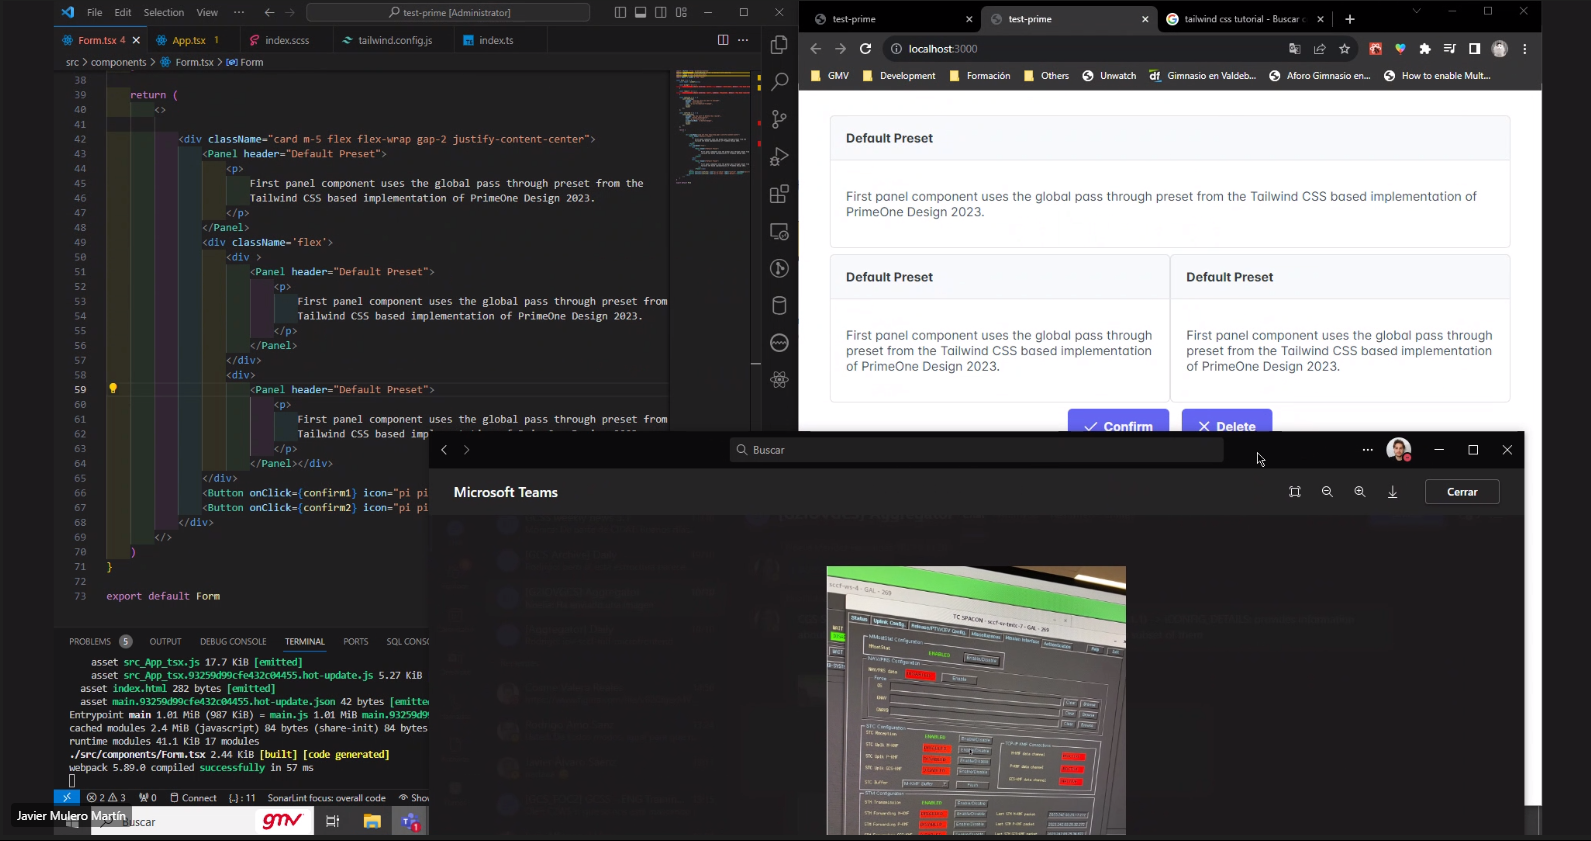 File Edit Selection View ··· test-prime [Administrator]
Form.tsx 4 App.tsx 1 index.scss tailwind.config.js index.ts
src > components > Form.tsx > Form
38
39 return (
40 <>
41
42 <div className="card m-5 flex flex-wrap gap-2 justify-content-center">
43 <Panel header="Default Preset">
44 <p>
45 First panel component uses the global pass through preset from the
46 Tailwind CSS based implementation of PrimeOne Design 2023.
47 </p>
48 </Panel>
49 <div className='flex'>
50 <div >
51 <Panel header="Default Preset">
52 <p>
53 First panel component uses the global pass through preset from
54 Tailwind CSS based implementation of PrimeOne Design 2023.
55 </p>
56 </Panel>
57 </div>
58 <div>
59 <Panel header="Default Preset">
60 <p>
61 First panel component uses the global pass through preset from
62 Tailwind CSS based implementation
63 </p>
64 </Panel></div>
65 </div>
66 <Button onClick={confirm1} icon="pi pi
67 <Button onClick={confirm2} icon="pi pi
68 </div>
69 </>
70 )
71 }
72
73 export default Form
PROBLEMS 5 OUTPUT DEBUG CONSOLE TERMINAL PORTS SQL CONS
asset src_App_tsx.js 17.7 KiB [emitted]
asset src_App_tsx.93259d99cfe432c04455.hot-update.js 5.27 KiB
asset index.html 282 bytes [emitted]
asset main.93259d99cfe432c04455.hot-update.json 42 bytes [emitte
Entrypoint main 1.01 MiB (987 KiB) = main.js 1.01 MiB main.93259
cached modules 2.4 MiB (javascript) 84 bytes (share-init) 84 byte
runtime modules 41.1 KiB 17 modules
./src/components/Form.tsx 2.44 KiB [built] [code generated]
webpack 5.89.0 compiled successfully in 57 ms
2 3 0 Connect {..} : 11 SonarLint focus: overall code Show
Javier Mulero Martín
Buscar gmv
test-prime test-prime tailwind css tutorial - Buscar c
localhost:3000
GMV Development Formación Others Unwatch Gimnasio en Valdeb... Aforo Gimnasio en... How to enable Mult...
Default Preset
First panel component uses the global pass through preset from the Tailwind CSS based implementation of
PrimeOne Design 2023.
Default Preset Default Preset
First panel component uses the global pass through First panel component uses the global pass through
preset from the Tailwind CSS based implementation preset from the Tailwind CSS based implementation
of PrimeOne Design 2023. of PrimeOne Design 2023.
Confirm Delete
Buscar
Microsoft Teams Cerrar
Status Uplink Config.
ENABLED
ENABLED
ENABLED